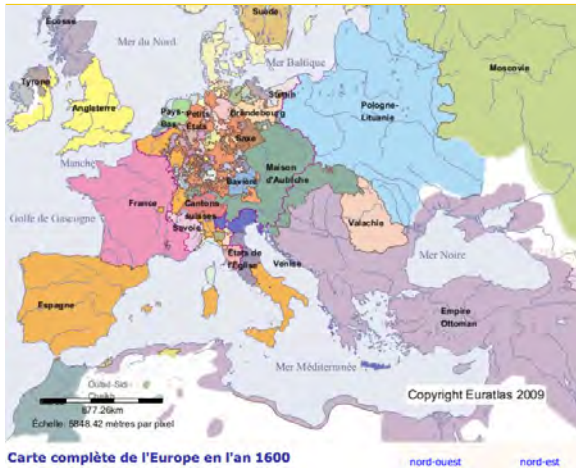 Ecosse
Suède
Mer du Nord
Mer Baltique
Moscovie
Tyrone
Angleterre
Pays-
Bas
Petits
Etats
Stettin
Brandebourg
Pologne-
Lituanie
Saxe
Manche
Maison
d'Autriche
Bavière
France
Cantons
suisses
Golfe de Gascogne
Savoie
Valachie
Etats de
l'Église
Venise
Mer Noire
Espagne
Empire
Ottoman
Mer Méditerranée
Ouled-Sidi-
Cheikh
877.26km
Échelle: 5848.42 mètres par pixel
Copyright Euratlas 2009
Carte complète de l'Europe en l'an 1600
nord-ouest
nord-est